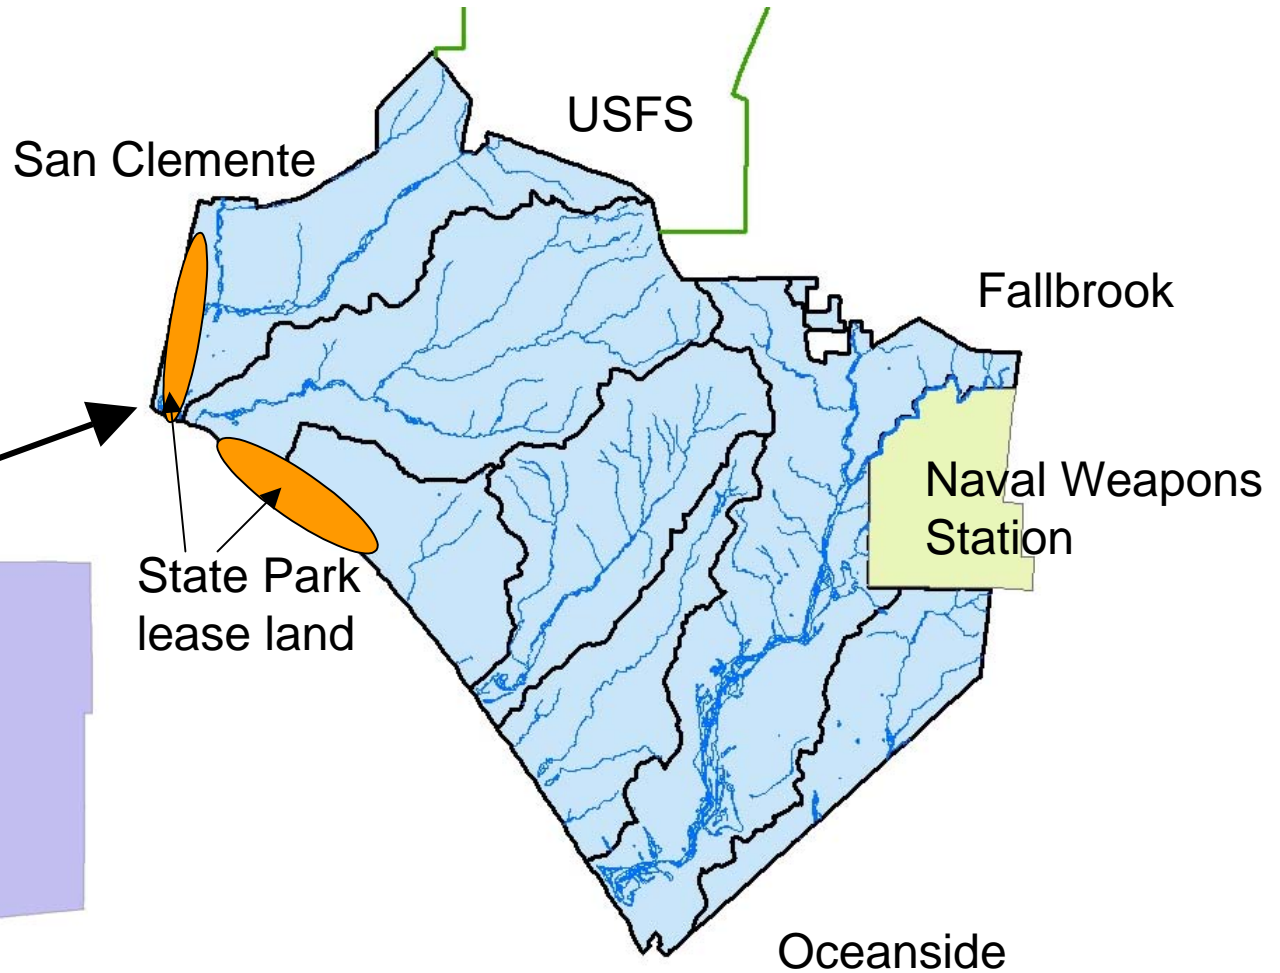 USFS
San Clemente
Fallbrook
Naval Weapons
Station
State Park
lease land
Oceanside